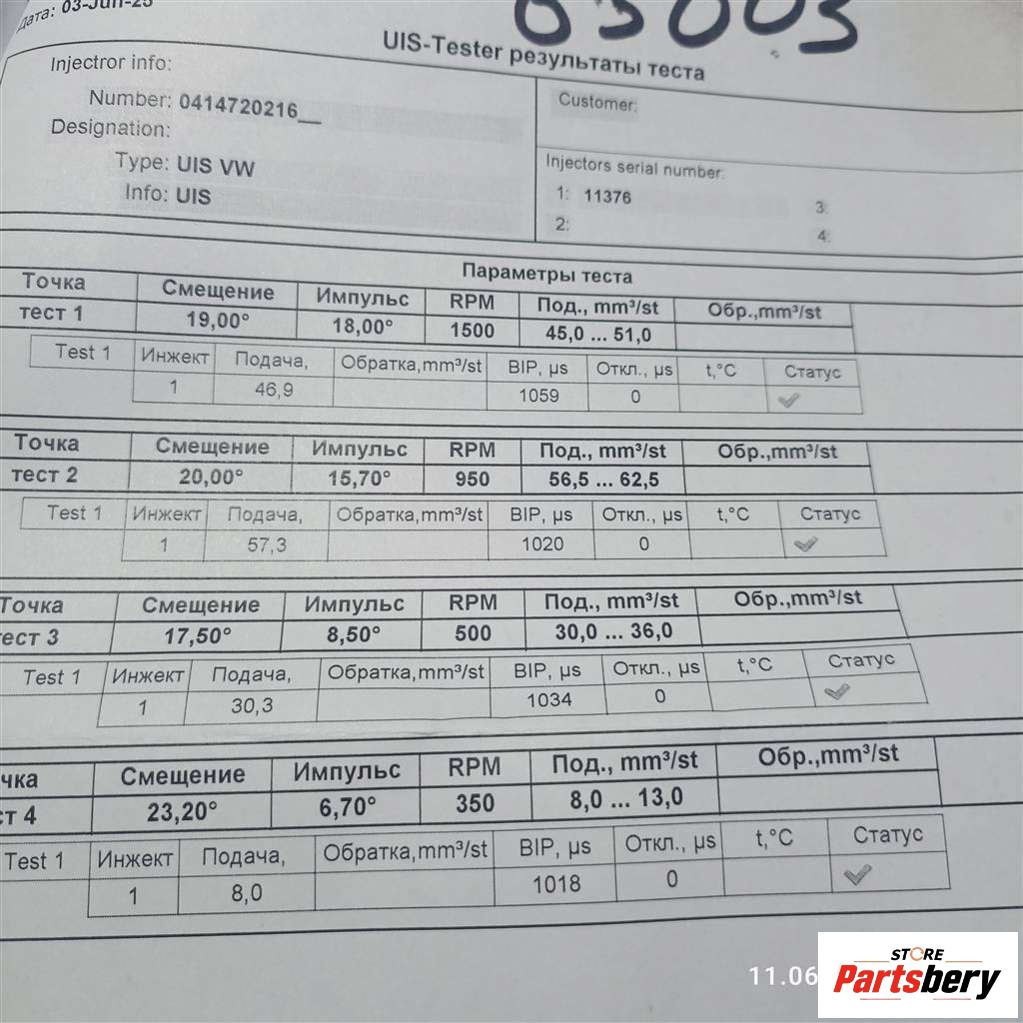 Дата: 03-Jun-25
03003
UIS-Tester результаты теста
Injectror info:
Number: 0414720216__
Designation:
Type: UIS VW
Info: UIS
Customer:
Injectors serial number:
1: 11376
2:
3:
4:
Параметры теста
Точка Смещение Импульс RPM Под., mm³/st Обр.,mm³/st
тест 1 19,00° 18,00° 1500 45,0 ... 51,0
Test 1 Инжект Подача, Обратка,mm³/st BIP, µs Откл., µs t,°C Статус
1 46,9 1059 0
Точка Смещение Импульс RPM Под., mm³/st Обр.,mm³/st
тест 2 20,00° 15,70° 950 56,5 ... 62,5
Test 1 Инжект Подача, Обратка,mm³/st BIP, µs Откл., µs t,°C Статус
1 57,3 1020 0
Точка Смещение Импульс RPM Под., mm³/st Обр.,mm³/st
ест 3 17,50° 8,50° 500 30,0 ... 36,0
Test 1 Инжект Подача, Обратка,mm³/st BIP, µs Откл., µs t,°C Статус
1 30,3 1034 0
чка Смещение Импульс RPM Под., mm³/st Обр.,mm³/st
ст 4 23,20° 6,70° 350 8,0 ... 13,0
Test 1 Инжект Подача, Обратка,mm³/st BIP, µs Откл., µs t,°C Статус
1 8,0 1018 0
11.06
STORE
Partsbery